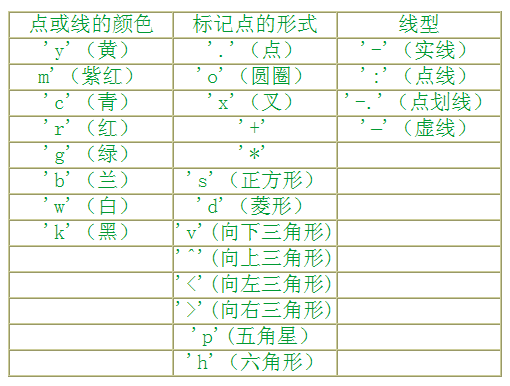 点或线的颜色 标记点的形式 线型
'y'（黄） '.'（点） '-'（实线）
m'（紫红） 'o'（圆圈） ':'（点线）
'c'（青） 'x'（叉） '-.'（点划线）
'r'（红） '+' '—'（虚线）
'g'（绿） '*'
'b'（兰） 's'（正方形）
'w'（白） 'd'（菱形）
'k'（黑） 'v'(向下三角形)
'^'(向上三角形)
'<'(向左三角形)
'>'(向右三角形)
'p'(五角星)
'h'（六角形）